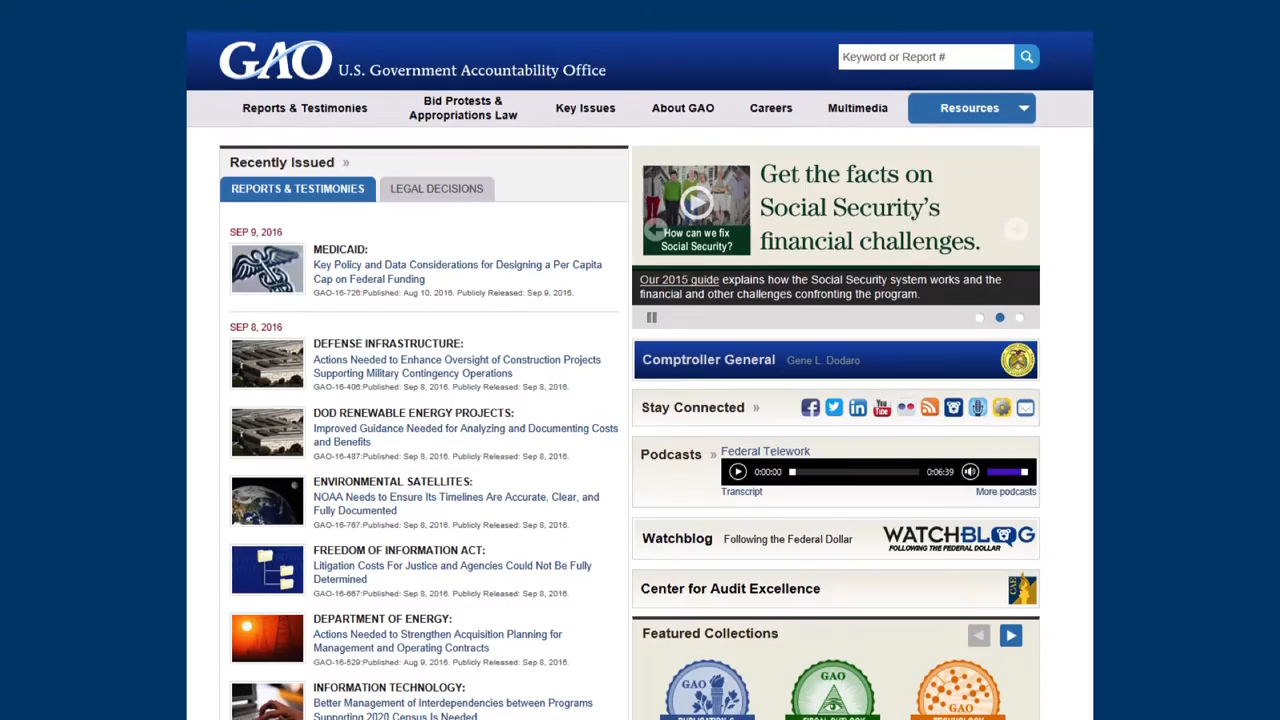 GAO U.S. Government Accountability Office
Keyword or Report #
Reports & Testimonies
Bid Protests &
Appropriations Law
Key Issues
About GAO
Careers
Multimedia
Resources
Recently Issued »
REPORTS & TESTIMONIES
LEGAL DECISIONS
SEP 9, 2016
MEDICAID:
Key Policy and Data Considerations for Designing a Per Capita
Cap on Federal Funding
GAO-16-726:Published: Aug 10, 2016. Publicly Released: Sep 9, 2016.
SEP 8, 2016
DEFENSE INFRASTRUCTURE:
Actions Needed to Enhance Oversight of Construction Projects
Supporting Military Contingency Operations
GAO-16-406:Published: Sep 8, 2016. Publicly Released: Sep 8, 2016.
DOD RENEWABLE ENERGY PROJECTS:
Improved Guidance Needed for Analyzing and Documenting Costs
and Benefits
GAO-16-487:Published: Sep 8, 2016. Publicly Released: Sep 8, 2016.
ENVIRONMENTAL SATELLITES:
NOAA Needs to Ensure Its Timelines Are Accurate, Clear, and
Fully Documented
GAO-16-767:Published: Sep 8, 2016. Publicly Released: Sep 8, 2016.
FREEDOM OF INFORMATION ACT:
Litigation Costs For Justice and Agencies Could Not Be Fully
Determined
GAO-16-667:Published: Sep 8, 2016. Publicly Released: Sep 8, 2016.
DEPARTMENT OF ENERGY:
Actions Needed to Strengthen Acquisition Planning for
Management and Operating Contracts
GAO-16-529:Published: Aug 9, 2016. Publicly Released: Sep 8, 2016.
INFORMATION TECHNOLOGY:
Better Management of Interdependencies between Programs
Supporting 2020 Census Is Needed
How can we fix
Social Security?
Get the facts on
Social Security's
financial challenges.
Our 2015 guide explains how the Social Security system works and the
financial and other challenges confronting the program.
Comptroller General Gene L. Dodaro
Stay Connected »
You
Tube
Podcasts »
Federal Telework
0:00:00
0:06:39
Transcript
More podcasts
Watchblog Following the Federal Dollar
WATCHBLOG
FOLLOWING THE FEDERAL DOLLAR
Center for Audit Excellence
CAE
Featured Collections
GAO
GAO
GAO